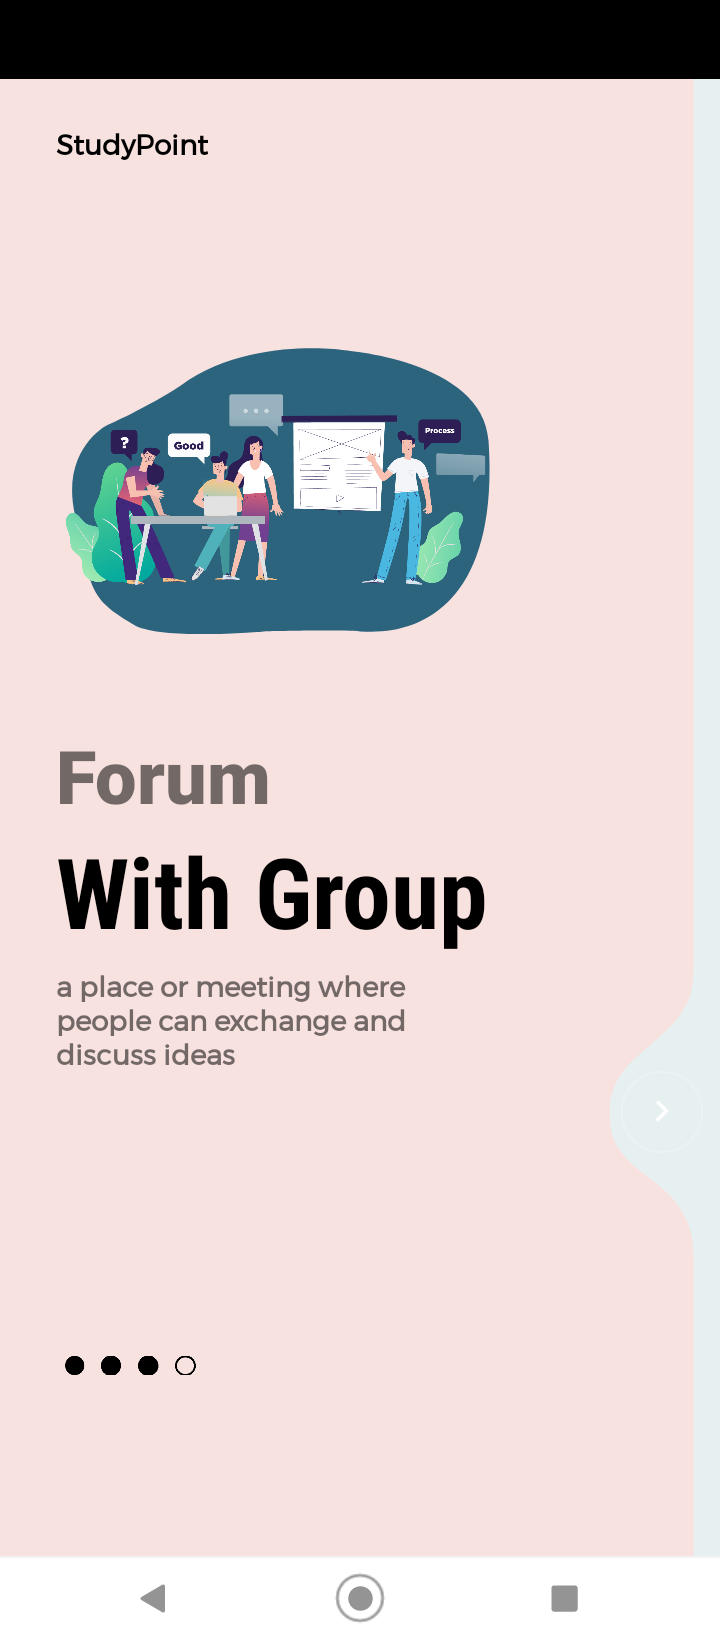 StudyPoint
?
Good
Process
Forum
With Group
a place or meeting where
people can exchange and
discuss ideas